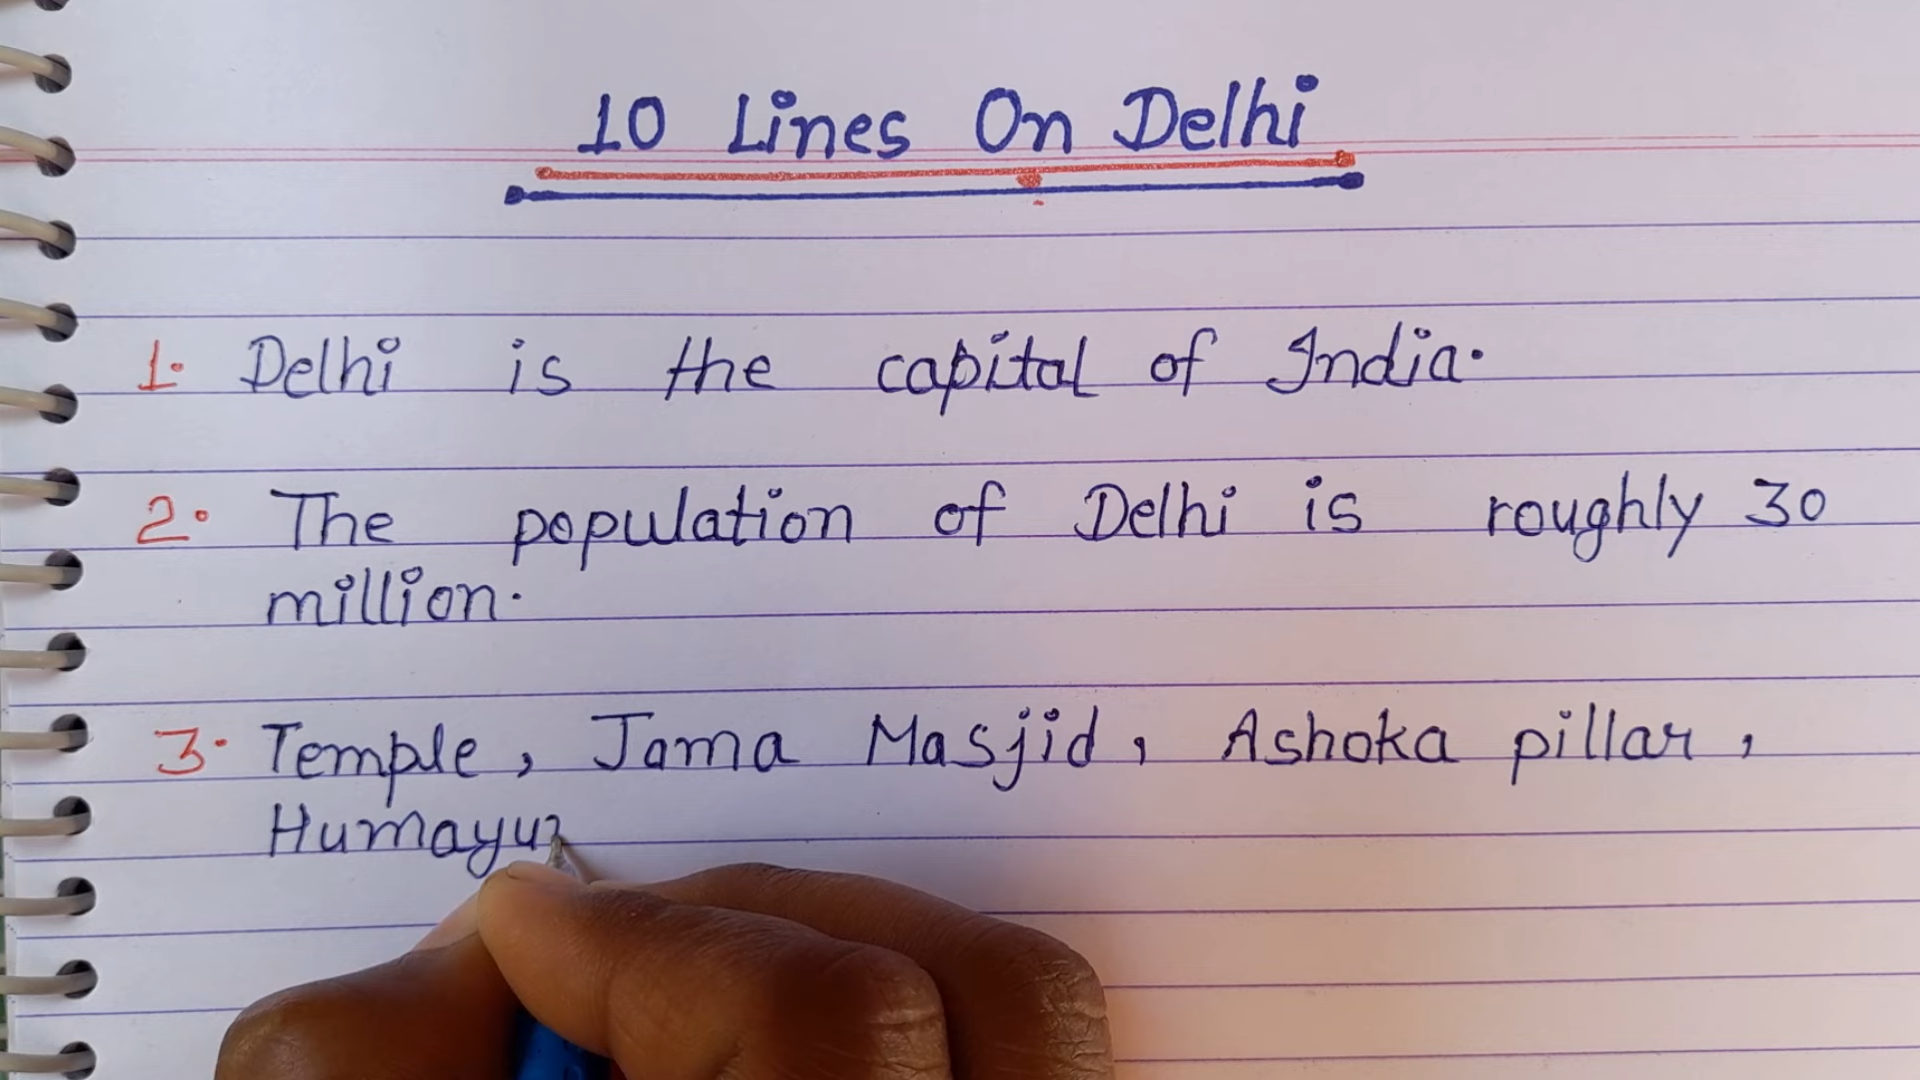 10 Lines On Delhi
1. Delhi is the capital of India.
2. The population of Delhi is roughly 30
million.
3. Temple, Jama Masjid, Ashoka pillar,
Humayun